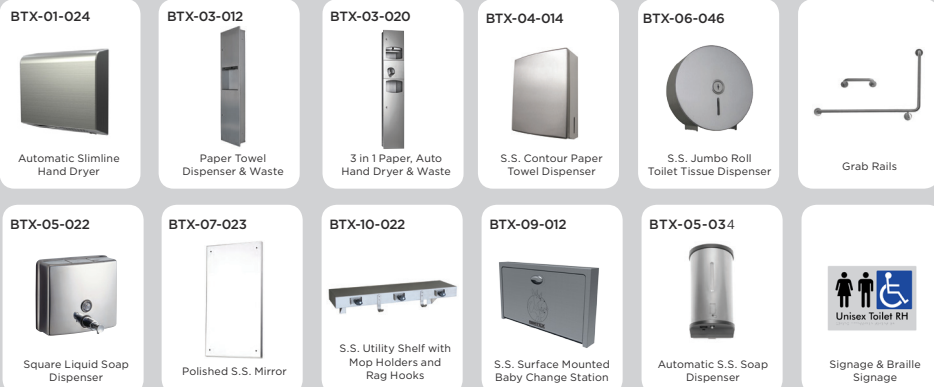 BTX-01-024
Automatic Slimline
Hand Dryer
BTX-03-012
Paper Towel
Dispenser & Waste
BTX-03-020
3 in 1 Paper, Auto
Hand Dryer & Waste
BTX-04-014
S.S. Contour Paper
Towel Dispenser
BTX-06-046
S.S. Jumbo Roll
Toilet Tissue Dispenser
Grab Rails
BTX-05-022
Square Liquid Soap
Dispenser
BTX-07-023
Polished S.S. Mirror
BTX-10-022
S.S. Utility Shelf with
Mop Holders and
Rag Hooks
BTX-09-012
S.S. Surface Mounted
Baby Change Station
BTX-05-034
Automatic S.S. Soap
Dispenser
Unisex Toilet RH
Signage & Braille
Signage